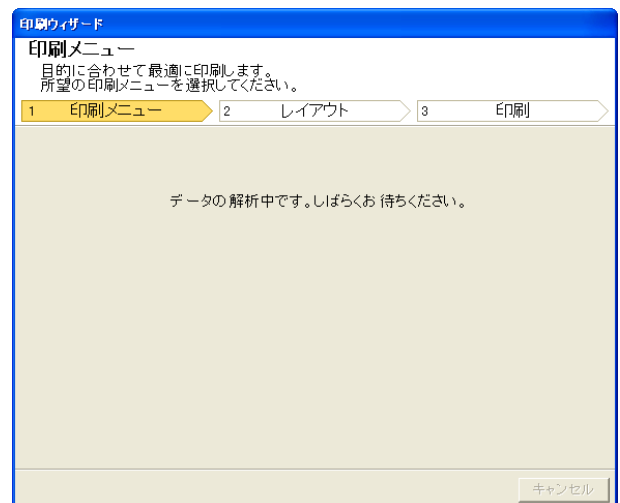 印刷ウィザード
印刷メニュー
目的に合わせて最適に印刷します。
所望の印刷メニューを選択してください。
1 印刷メニュー 2 レイアウト 3 印刷
データの解析中です。しばらくお待ちください。
キャンセル